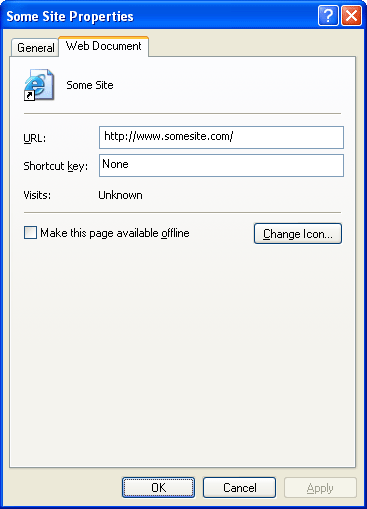 Some Site Properties
General Web Document
Some Site
URL: http://www.somesite.com/
Shortcut key: None
Visits: Unknown
Make this page available offline Change Icon...
OK Cancel Apply